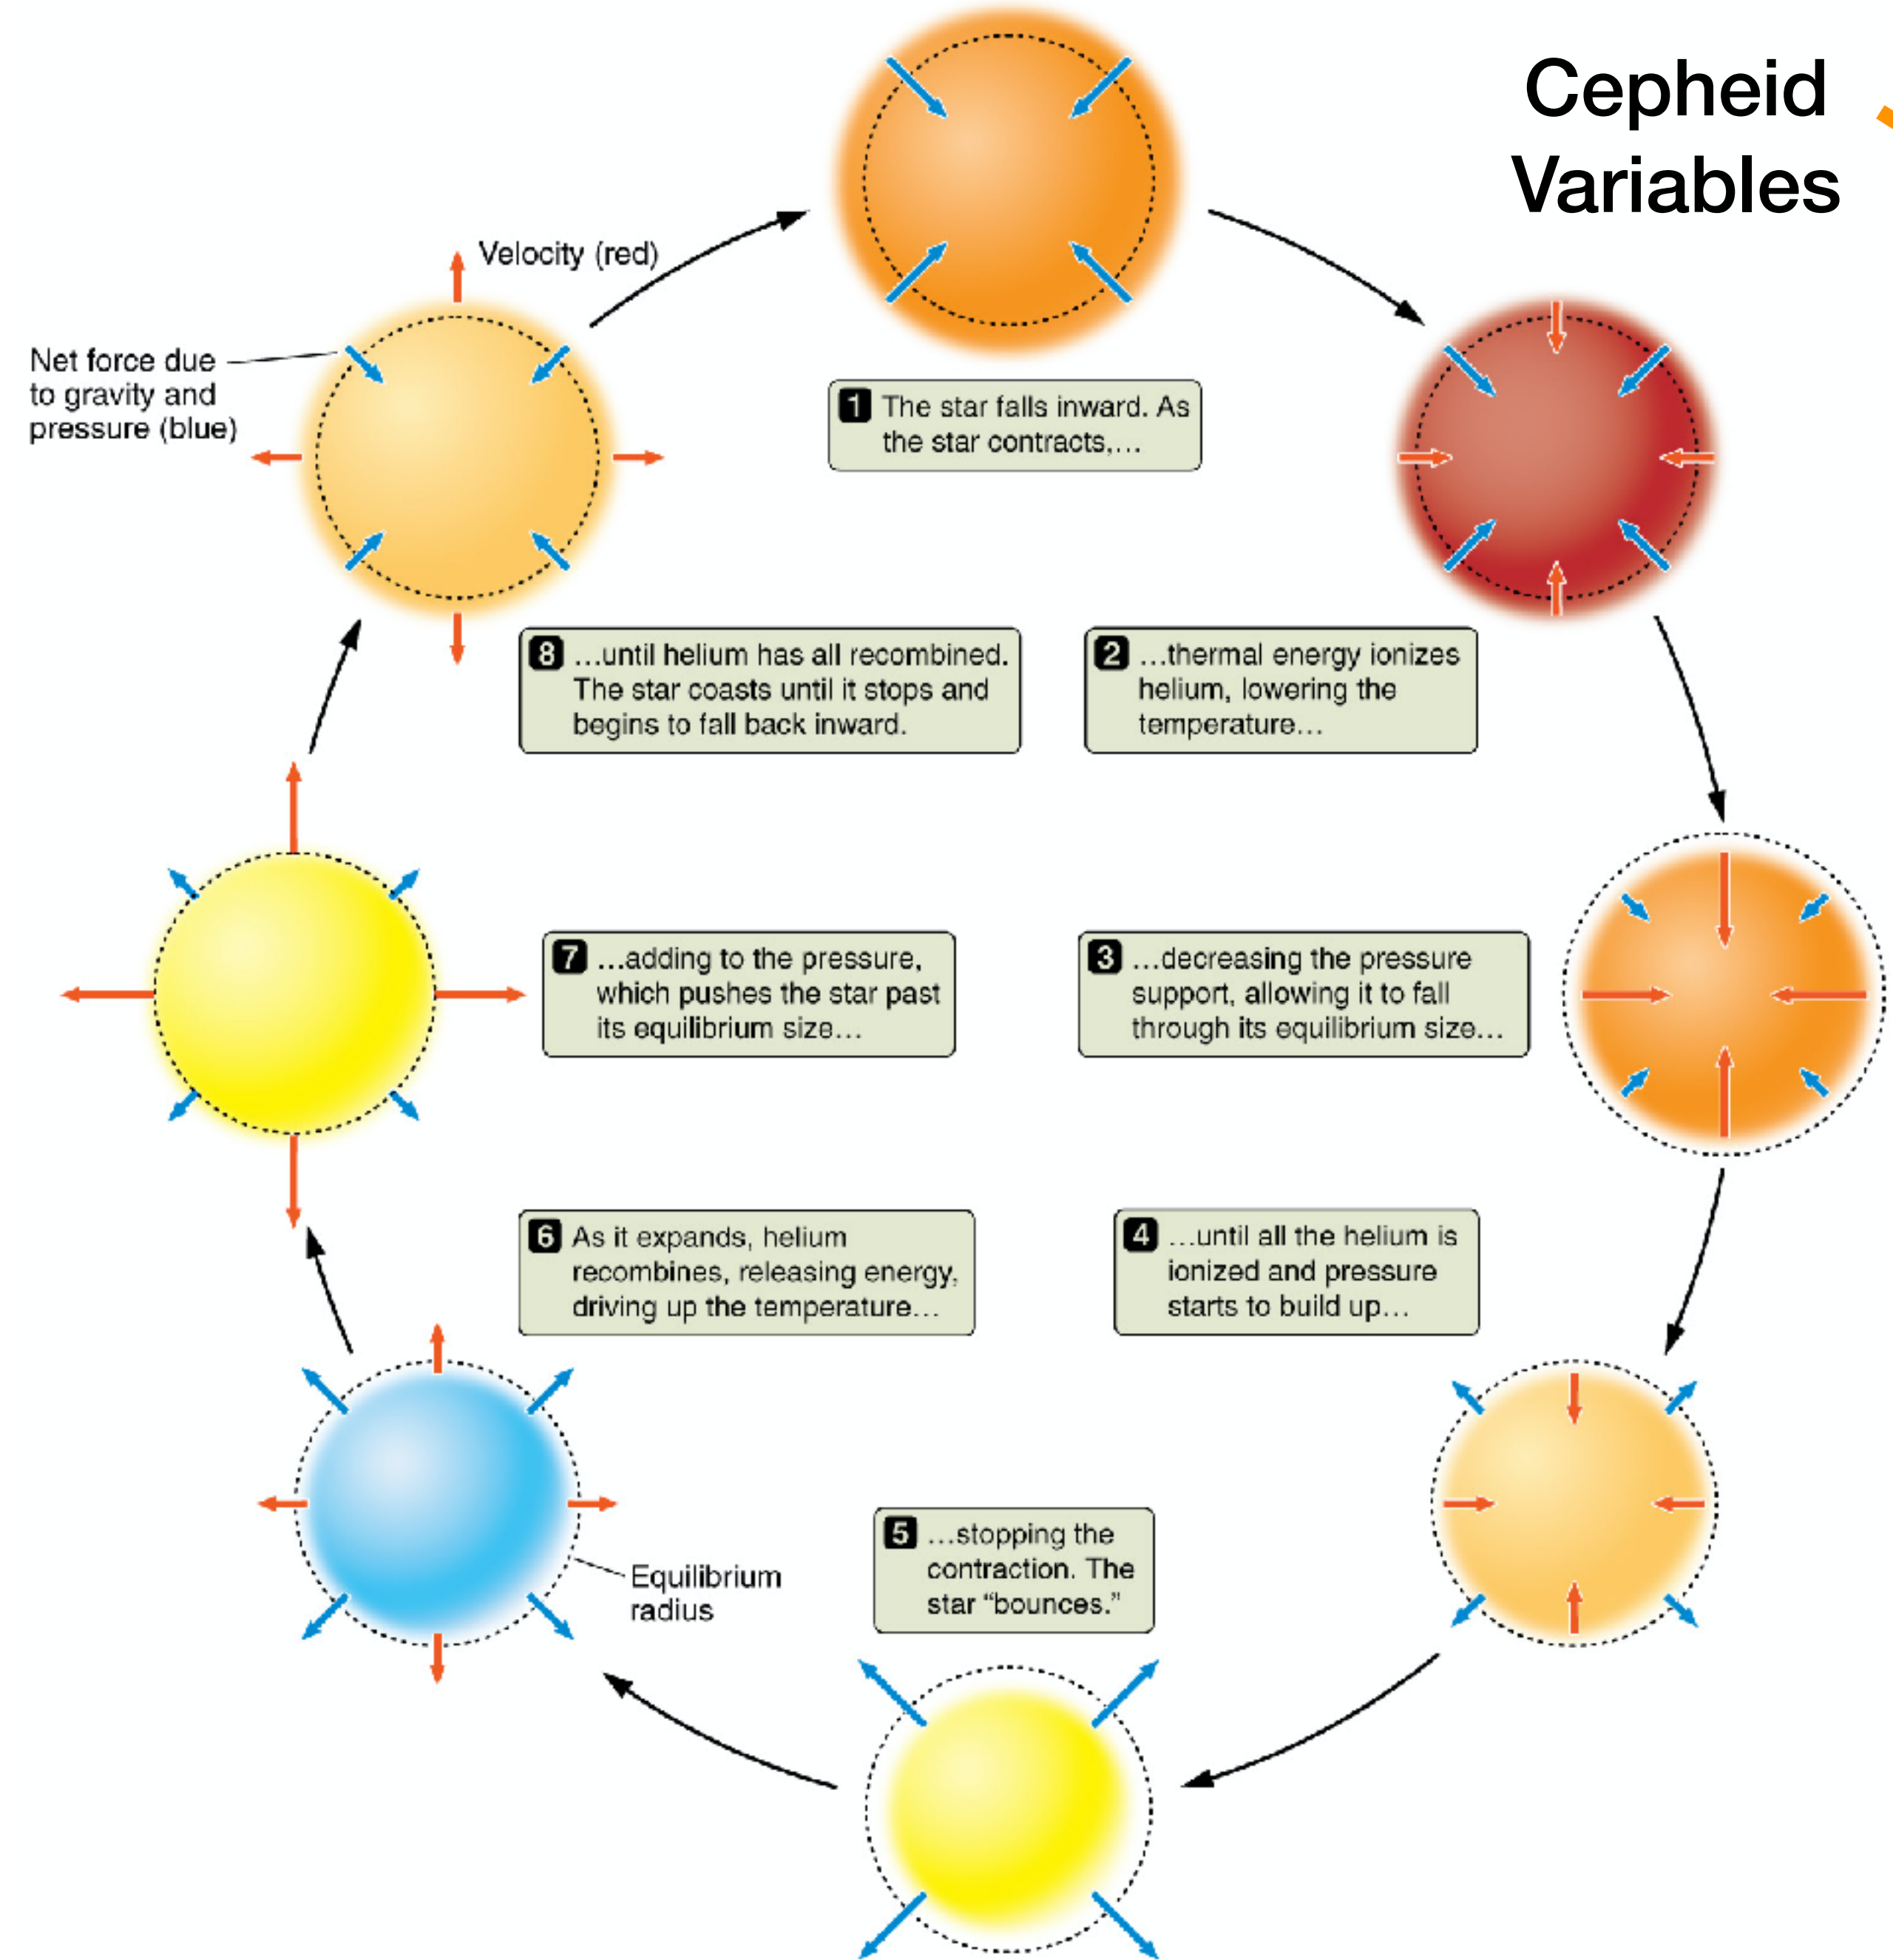 Cepheid
Variables
Velocity (red)
Net force due
to gravity and
pressure (blue)
1 The star falls inward. As
the star contracts,...
2 ...thermal energy ionizes
helium, lowering the
temperature...
3 ...decreasing the pressure
support, allowing it to fall
through its equilibrium size...
4 ...until all the helium is
ionized and pressure
starts to build up...
5 ...stopping the
contraction. The
star “bounces.”
6 As it expands, helium
recombines, releasing energy,
driving up the temperature...
7 ...adding to the pressure,
which pushes the star past
its equilibrium size...
8 ...until helium has all recombined.
The star coasts until it stops and
begins to fall back inward.
Equilibrium
radius